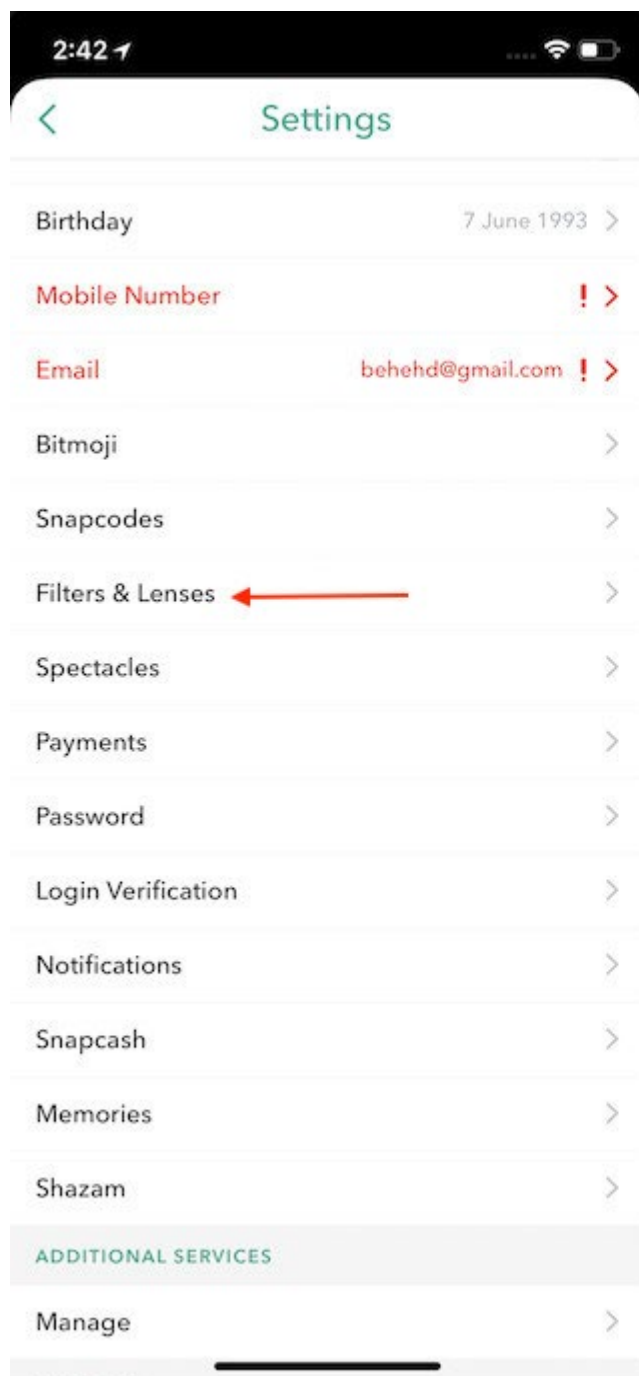 2:42
Settings
Birthday 7 June 1993
Mobile Number !
Email behehd@gmail.com !
Bitmoji
Snapcodes
Filters & Lenses
Spectacles
Payments
Password
Login Verification
Notifications
Snapcash
Memories
Shazam
ADDITIONAL SERVICES
Manage